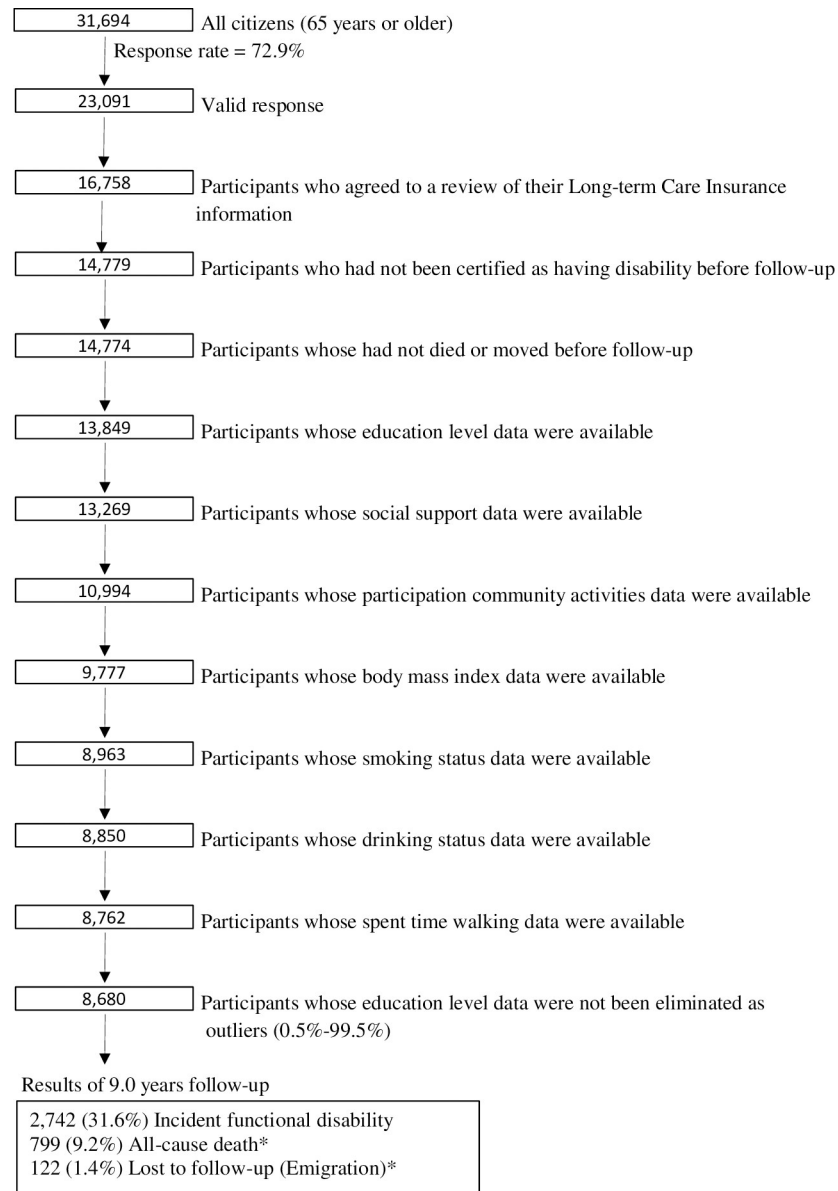 31,694 All citizens (65 years or older)
Response rate = 72.9%
23,091 Valid response
16,758 Participants who agreed to a review of their Long-term Care Insurance
information
14,779 Participants who had not been certified as having disability before follow-up
14,774 Participants whose had not died or moved before follow-up
13,849 Participants whose education level data were available
13,269 Participants whose social support data were available
10,994 Participants whose participation community activities data were available
9,777 Participants whose body mass index data were available
8,963 Participants whose smoking status data were available
8,850 Participants whose drinking status data were available
8,762 Participants whose spent time walking data were available
8,680 Participants whose education level data were not been eliminated as
outliers (0.5%-99.5%)
Results of 9.0 years follow-up
2,742 (31.6%) Incident functional disability
799 (9.2%) All-cause death*
122 (1.4%) Lost to follow-up (Emigration)*